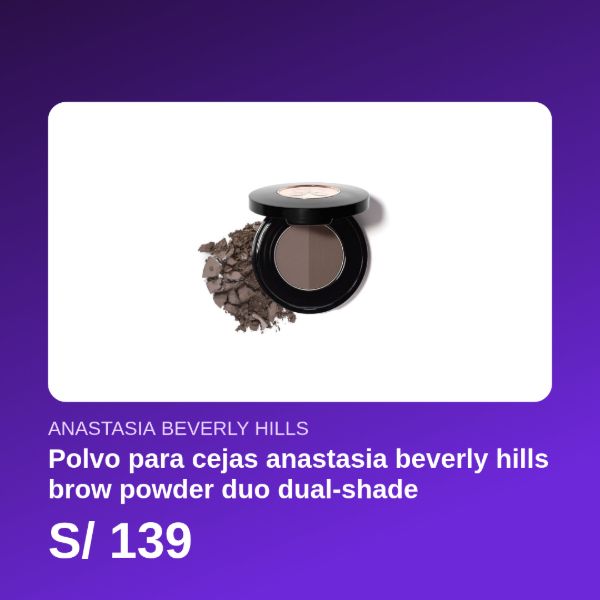 ANASTASIA BEVERLY HILLS
Polvo para cejas anastasia beverly hills
brow powder duo dual-shade
S/ 139